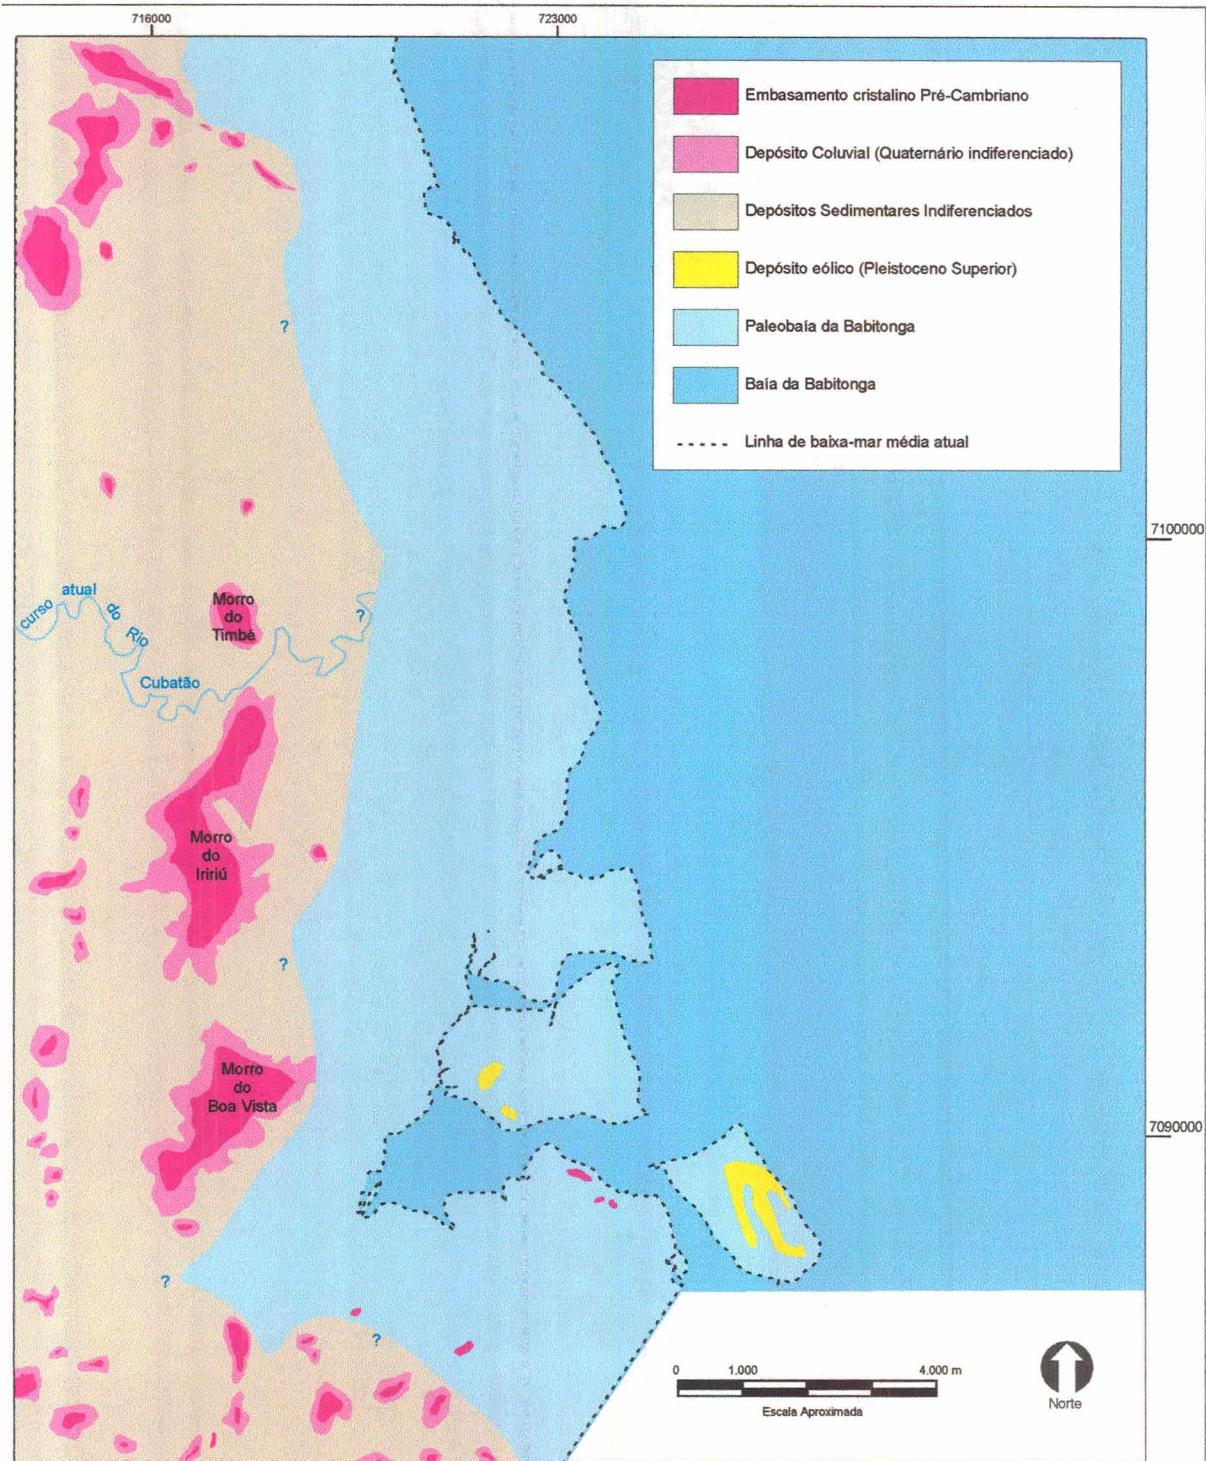 716000
723000
Embasamento cristalino Pré-Cambriano
Depósito Coluvial (Quaternário indiferenciado)
Depósitos Sedimentares Indiferenciados
Depósito eólico (Pleistoceno Superior)
Paleobaía da Babitonga
Baía da Babitonga
Linha de baixa-mar média atual
?
7100000
curso atual do Rio
Cubatão
Morro
do
Timbé
?
Morro
do
Iririú
?
Morro
do
Boa Vista
7090000
?
?
0 1.000 4.000 m
Escala Aproximada
Norte